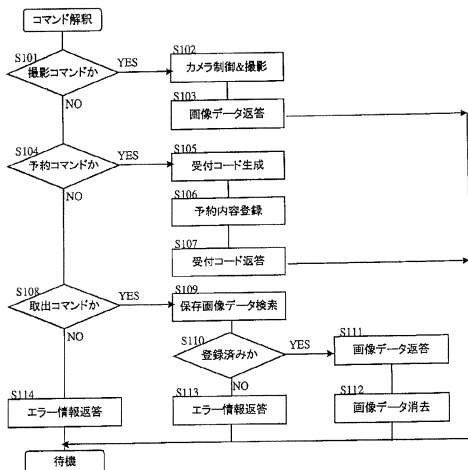 コマンド解釈
S101
撮影コマンドか
YES
NO
S102
カメラ制御&撮影
S103
画像データ返答
S104
予約コマンドか
YES
NO
S105
受付コード生成
S106
予約内容登録
S107
受付コード返答
S108
取出コマンドか
YES
NO
S109
保存画像データ検索
S110
登録済みか
YES
NO
S111
画像データ返答
S112
画像データ消去
S113
エラー情報返答
S114
エラー情報返答
待機